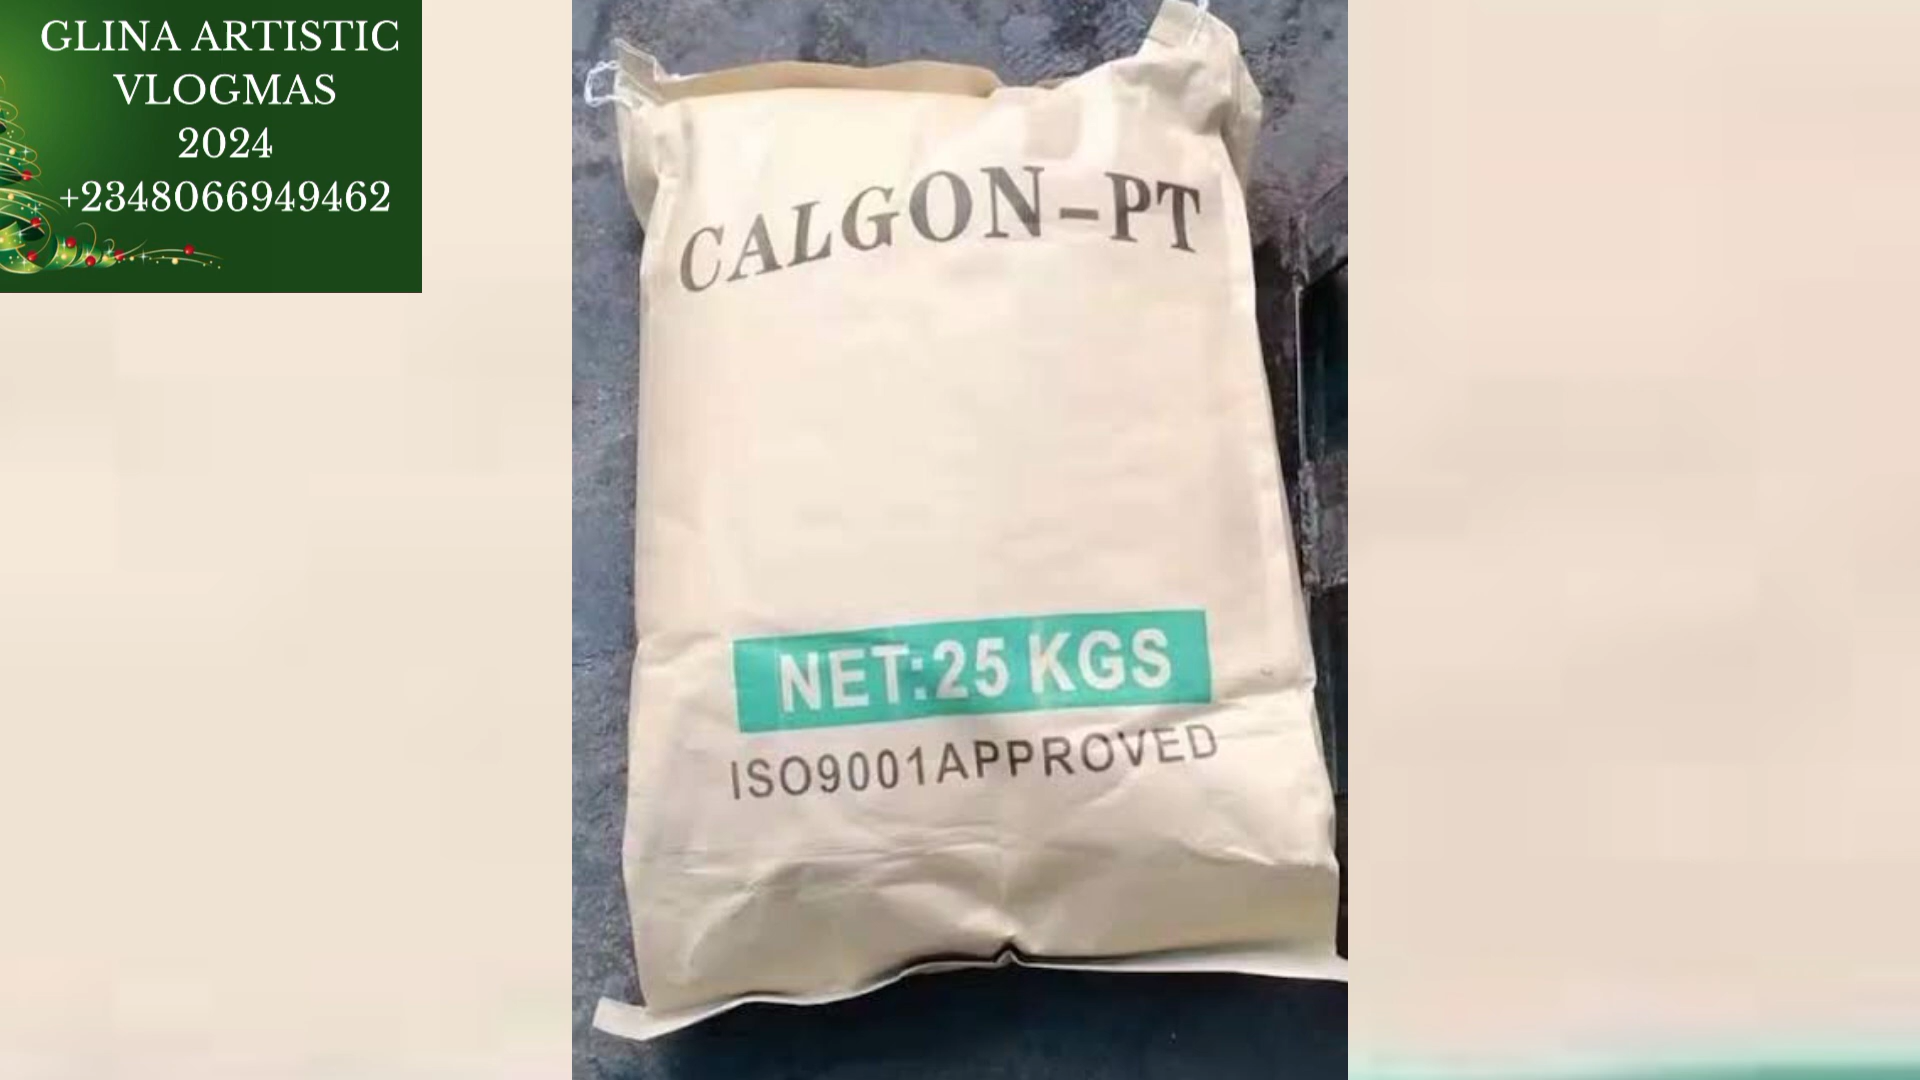 GLINA ARTISTIC
VLOGMAS
2024
+2348066949462
CALGON-PT
NET:25 KGS
ISO9001APPROVED